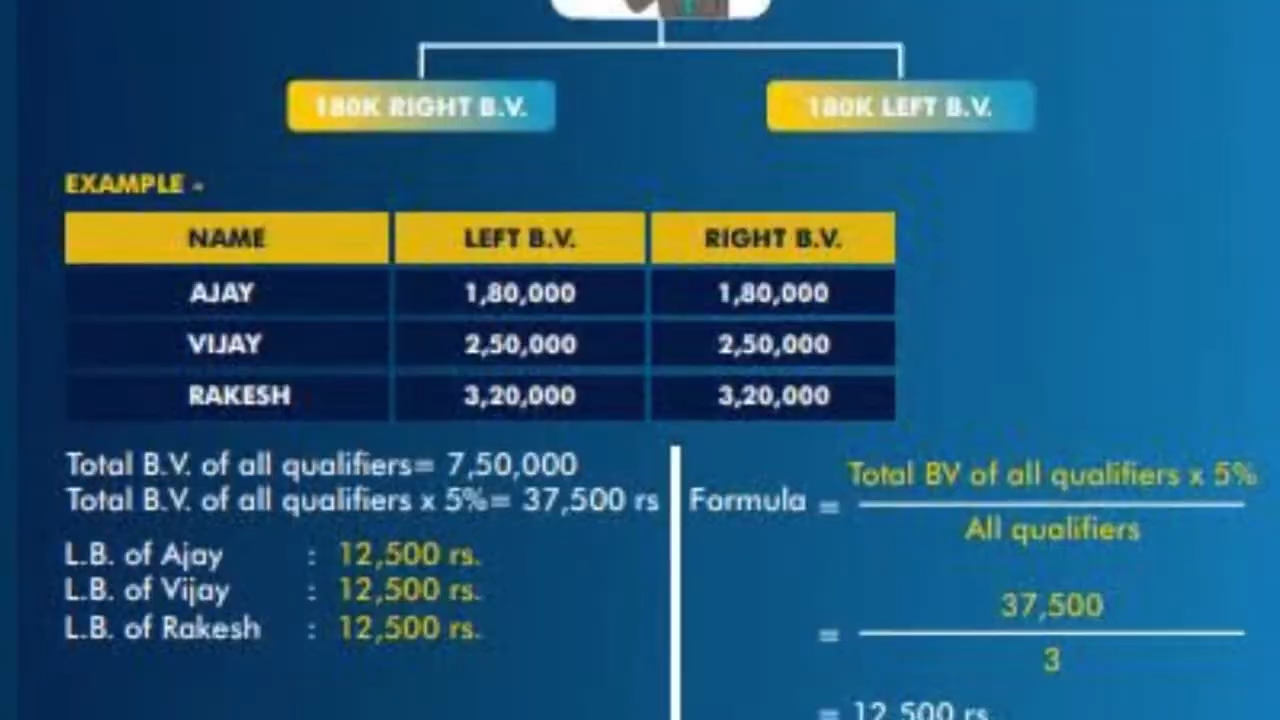 180K RIGHT B.V.
180K LEFT B.V.
EXAMPLE -
NAME LEFT B.V. RIGHT B.V.
AJAY 1,80,000 1,80,000
VIJAY 2,50,000 2,50,000
RAKESH 3,20,000 3,20,000
Total B.V. of all qualifiers= 7,50,000
Total B.V. of all qualifiers x 5%= 37,500 rs
L.B. of Ajay : 12,500 rs.
L.B. of Vijay : 12,500 rs.
L.B. of Rakesh : 12,500 rs.
Formula = Total BV of all qualifiers x 5%
All qualifiers
= 37,500
3
= 12,500 rs